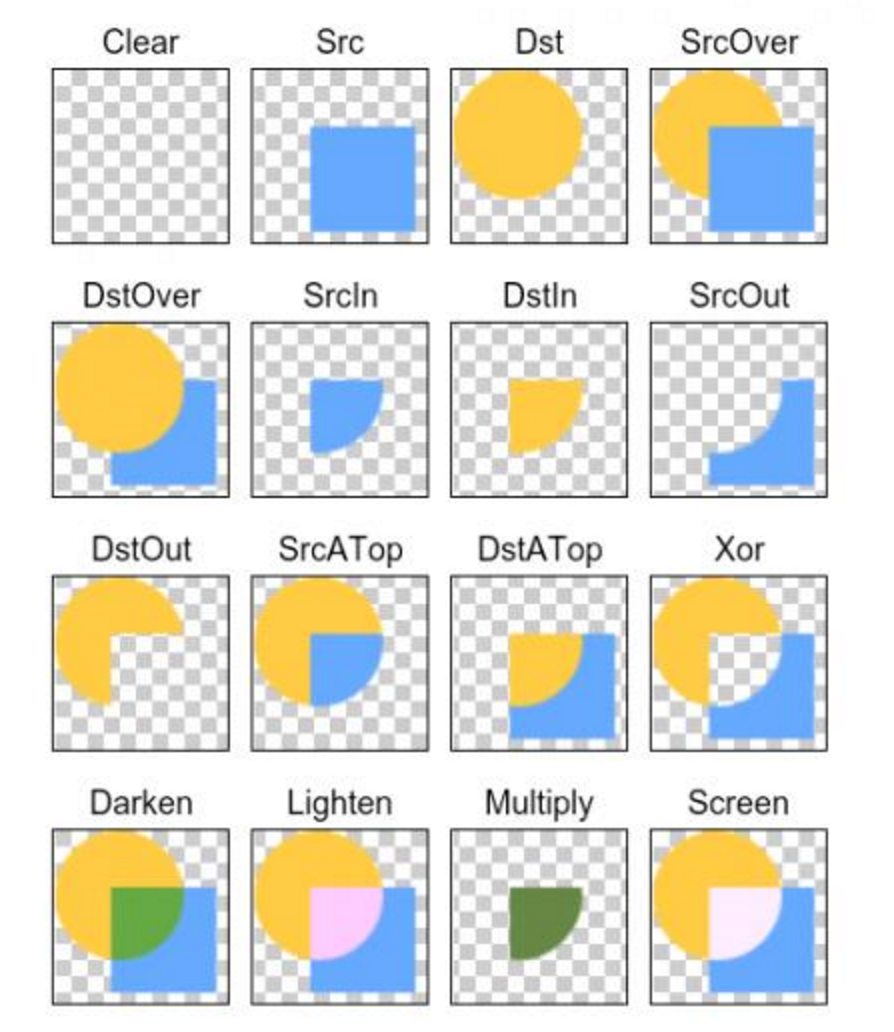 Clear Src Dst SrcOver
DstOver SrcIn DstIn SrcOut
DstOut SrcATop DstATop Xor
Darken Lighten Multiply Screen